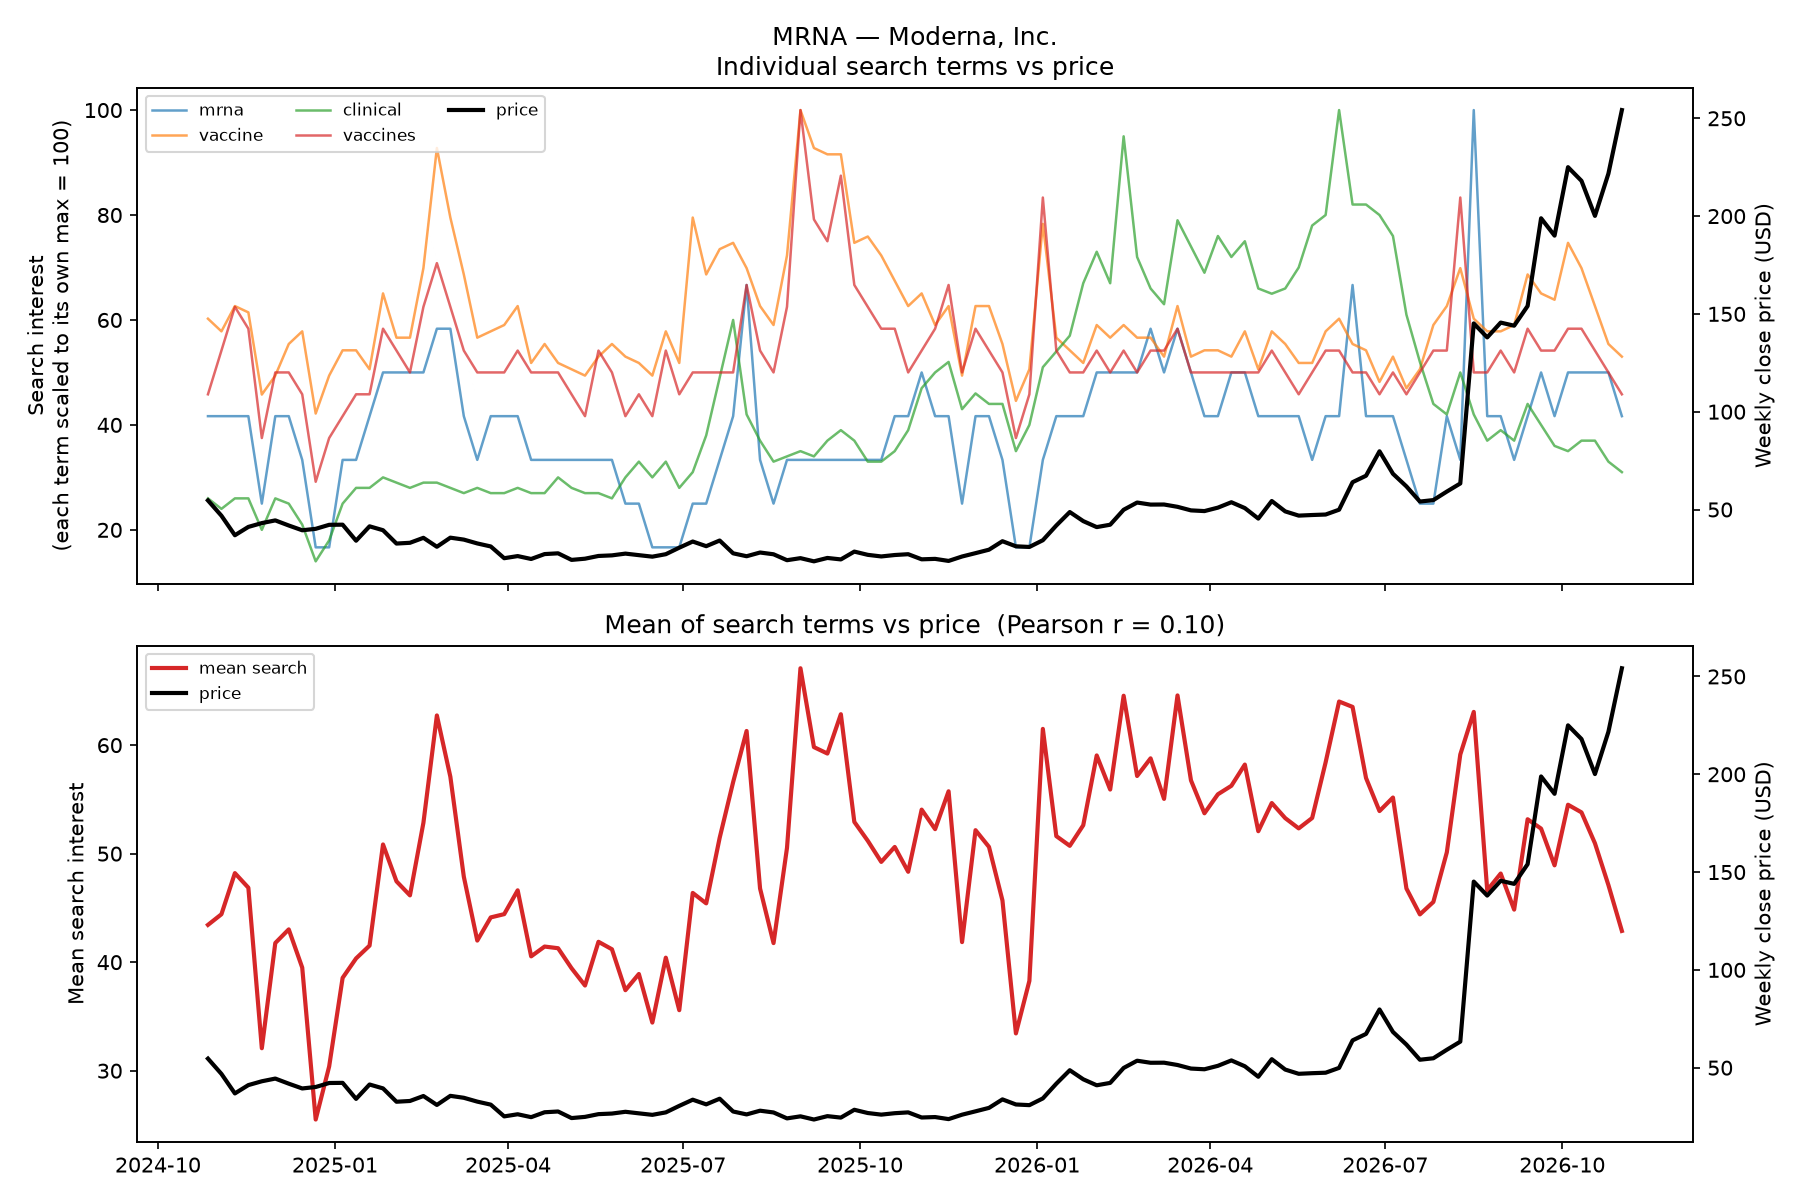 MRNA — Moderna, Inc.
Individual search terms vs price
mrna
vaccine
clinical
vaccines
price
100
80
60
40
20
Search interest
(each term scaled to its own max = 100)
250
200
150
100
50
Weekly close price (USD)
Mean of search terms vs price (Pearson r = 0.10)
mean search
price
60
50
40
30
Mean search interest
250
200
150
100
50
Weekly close price (USD)
2024-10
2025-01
2025-04
2025-07
2025-10
2026-01
2026-04
2026-07
2026-10